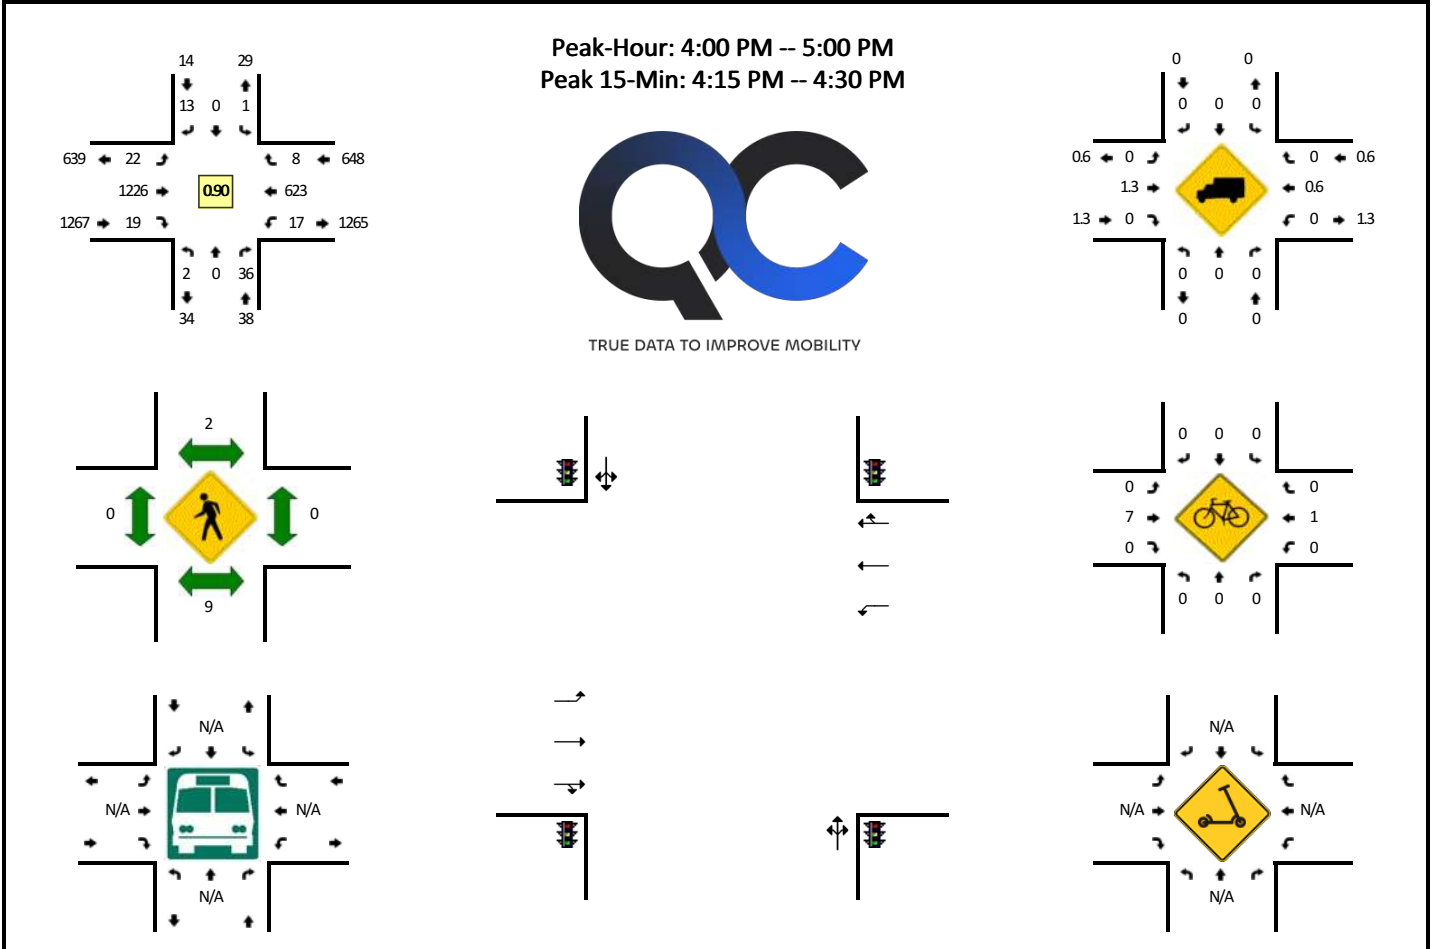 Peak-Hour: 4:00 PM -- 5:00 PM
Peak 15-Min: 4:15 PM -- 4:30 PM
14 29
13 0 1
639 22 8 648
1226 0.90 623
1267 19 17 1265
2 0 36
34 38
TRUE DATA TO IMPROVE MOBILITY
0 0
0 0 0
0.6 0 0 0.6
1.3 0.6
1.3 0 0 1.3
0 0 0
0 0
2
0 0
9
0 0 0
0 0
7 1
0 0
0 0 0
N/A
N/A N/A
N/A
N/A
N/A N/A
N/A